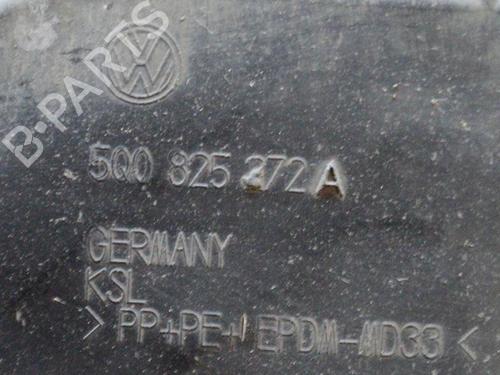 B-PARTS
5Q0 825 272 A
GERMANY
KSL
> PP+PE+EPDM-MD33 <